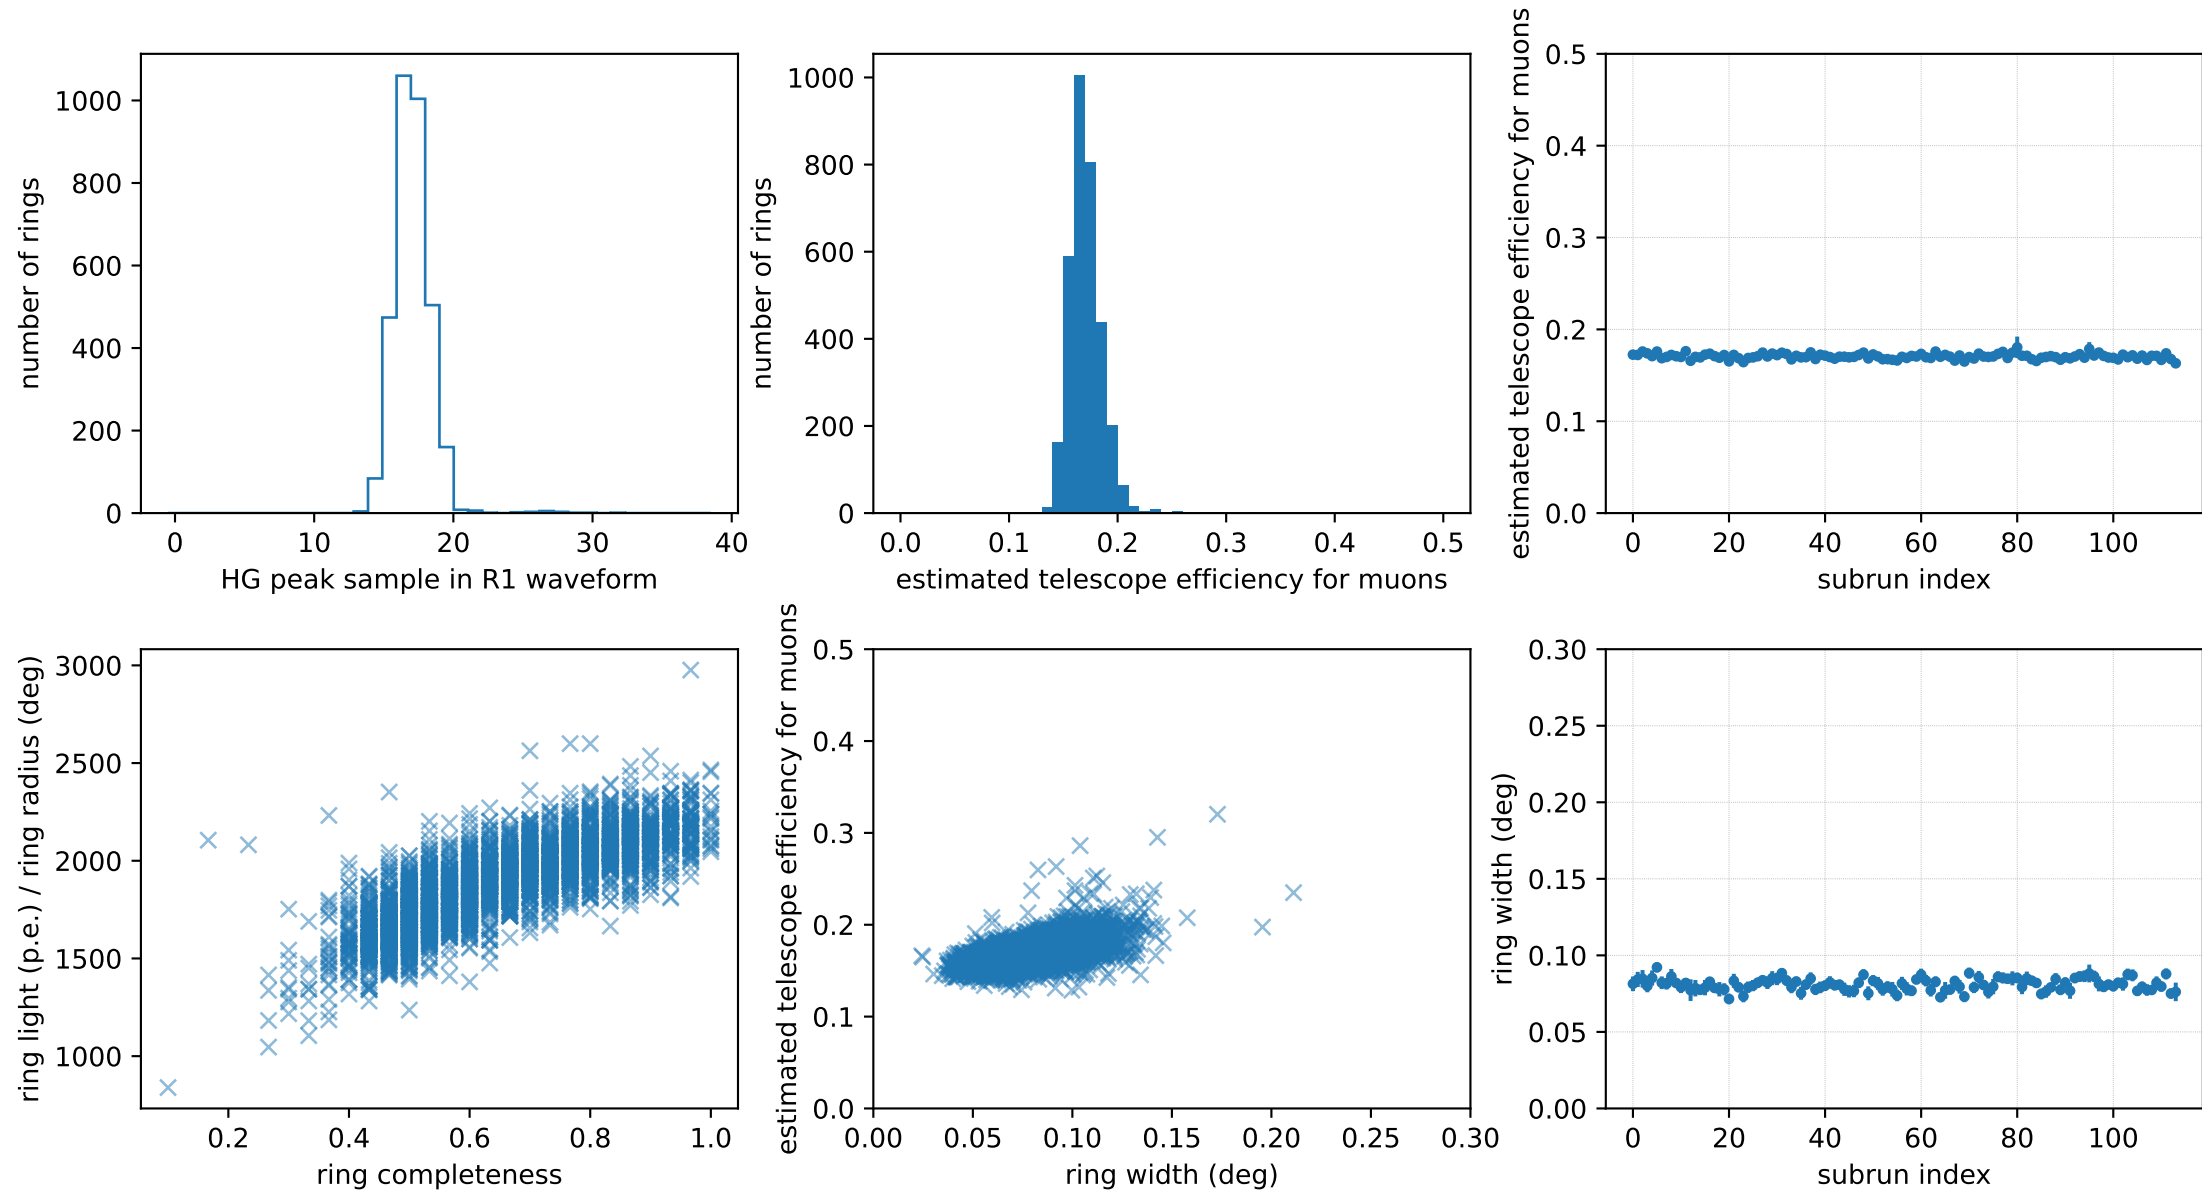 number of rings
1000
800
600
400
200
0
0 10 20 30 40
HG peak sample in R1 waveform
number of rings
1000
800
600
400
200
0
0.0 0.1 0.2 0.3 0.4 0.5
estimated telescope efficiency for muons
estimated telescope efficiency for muons
0.5
0.4
0.3
0.2
0.1
0.0
0 20 40 60 80 100
subrun index
ring light (p.e.) / ring radius (deg)
3000
2500
2000
1500
1000
0.2 0.4 0.6 0.8 1.0
ring completeness
estimated telescope efficiency for muons
0.5
0.4
0.3
0.2
0.1
0.0
0.00 0.05 0.10 0.15 0.20 0.25 0.30
ring width (deg)
ring width (deg)
0.30
0.25
0.20
0.15
0.10
0.05
0.00
0 20 40 60 80 100
subrun index